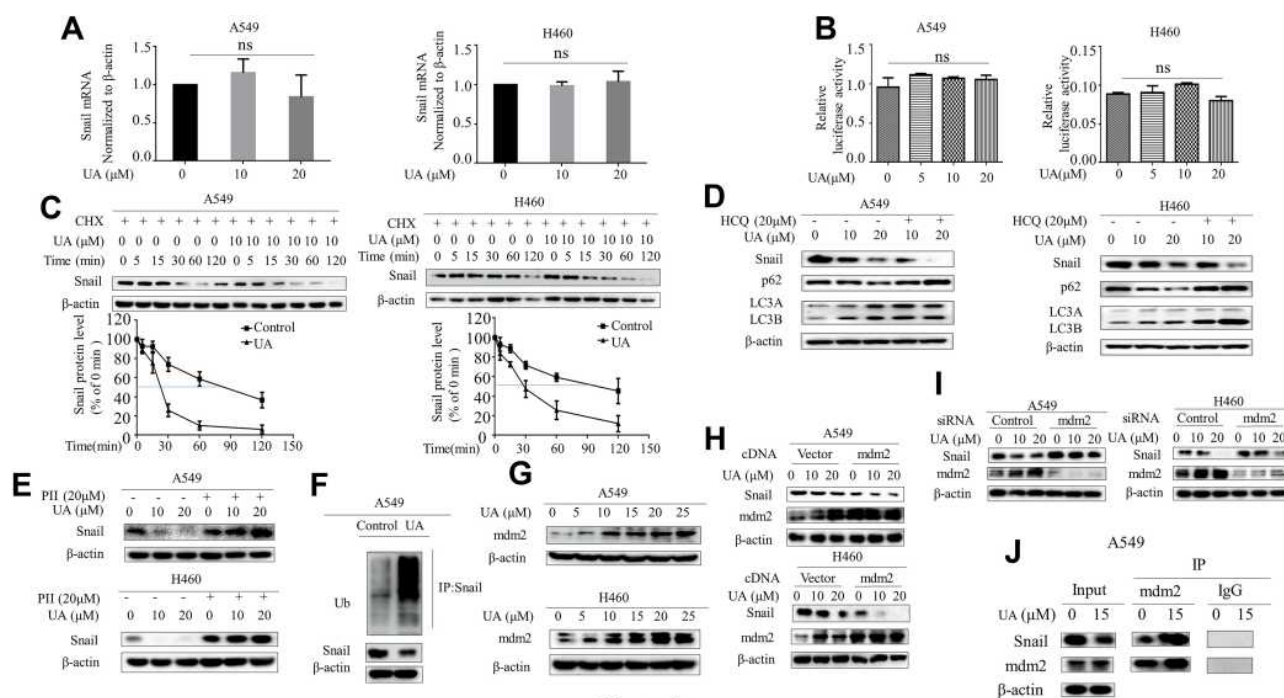 A
A549
ns
Snail mRNA
Normalized to β-actin
1.5
1.0
0.5
0.0
UA (μM) 0 10 20
H460
ns
Snail mRNA
Normalized to β-actin
1.5
1.0
0.5
0.0
UA (μM) 0 10 20
B
A549
ns
Relative
luciferase activity
1.5
1.0
0.5
0.0
UA(μM) 0 5 10 20
H460
ns
Relative
luciferase activity
0.15
0.10
0.05
0.00
UA(μM) 0 5 10 20
C
A549
CHX + + + + + + + + + + + +
UA (μM) 0 0 0 0 0 0 10 10 10 10 10 10
Time (min) 0 5 15 30 60 120 0 5 15 30 60 120
Snail
β-actin
Snail protein level
(% of 0 min)
120
100
80
60
40
20
0
Control
UA
Time(min) 0 30 60 90 120 150
H460
CHX + + + + + + + + + + + +
UA (μM) 0 0 0 0 0 0 10 10 10 10 10 10
Time (min) 0 5 15 30 60 120 0 5 15 30 60 120
Snail
β-actin
Snail protein level
(% of 0 min)
120
100
80
60
40
20
0
Control
UA
Time(min) 0 30 60 90 120 150
D
A549
HCQ (20μM) - - - + +
UA (μM) 0 10 20 10 20
Snail
p62
LC3A
LC3B
β-actin
H460
HCQ (20μM) - - - + +
UA (μM) 0 10 20 10 20
Snail
p62
LC3A
LC3B
β-actin
E
A549
PII (20μM) - - - + + +
UA (μM) 0 10 20 0 10 20
Snail
β-actin
H460
PII (20μM) - - - + + +
UA (μM) 0 10 20 0 10 20
Snail
β-actin
F
A549
Control UA
Ub
IP:Snail
Snail
β-actin
G
A549
UA (μM) 0 5 10 15 20 25
mdm2
β-actin
H460
UA (μM) 0 5 10 15 20 25
mdm2
β-actin
H
A549
cDNA Vector mdm2
UA (μM) 0 10 20 0 10 20
Snail
mdm2
β-actin
H460
cDNA Vector mdm2
UA (μM) 0 10 20 0 10 20
Snail
mdm2
β-actin
I
A549
siRNA Control mdm2
UA (μM) 0 10 20 0 10 20
Snail
mdm2
β-actin
H460
siRNA Control mdm2
UA (μM) 0 10 20 0 10 20
Snail
mdm2
β-actin
J
A549
IP
Input mdm2 IgG
UA (μM) 0 15 0 15 0 15
Snail
mdm2
β-actin